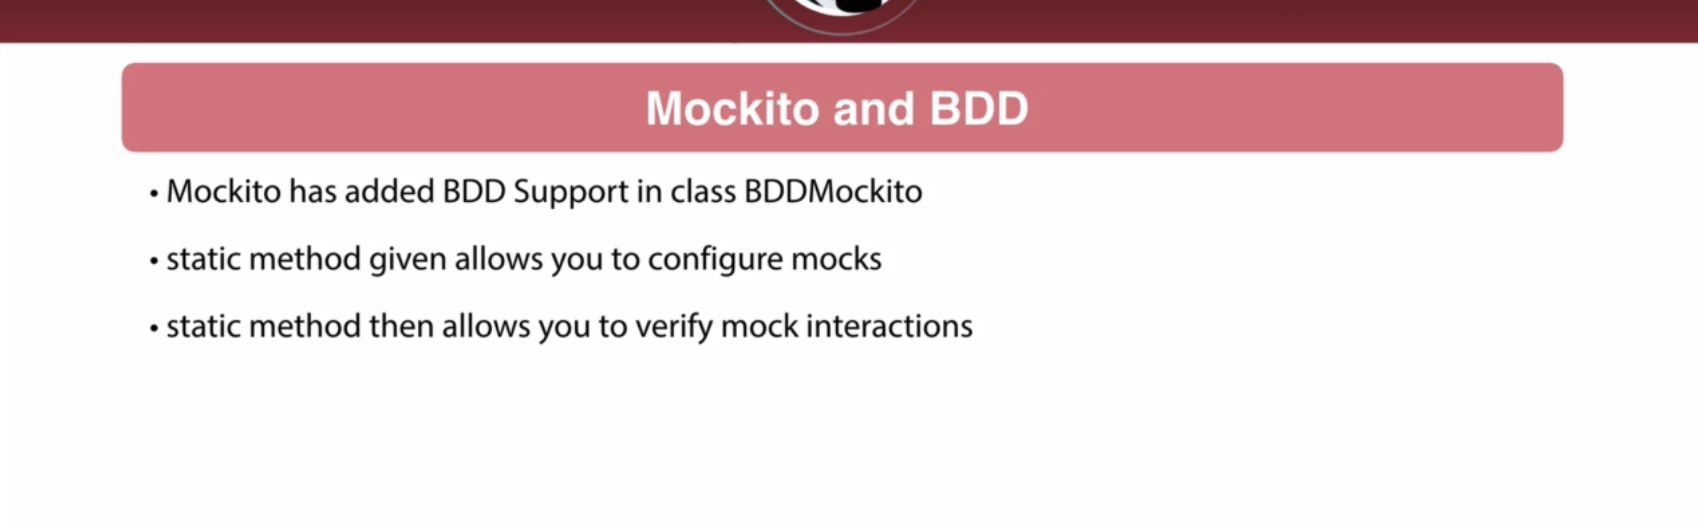 Mockito and BDD
• Mockito has added BDD Support in class BDDMockito
• static method given allows you to configure mocks
• static method then allows you to verify mock interactions